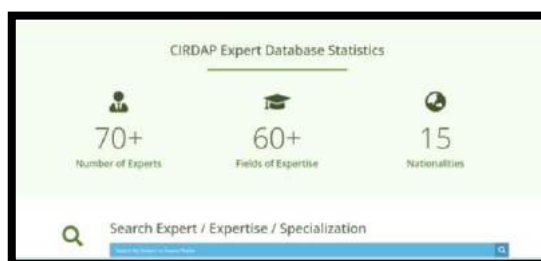 CIRDAP Expert Database Statistics
70+
60+
15
Number of Experts
Fields of Expertise
Nationalities
Search Expert / Expertise / Specialization